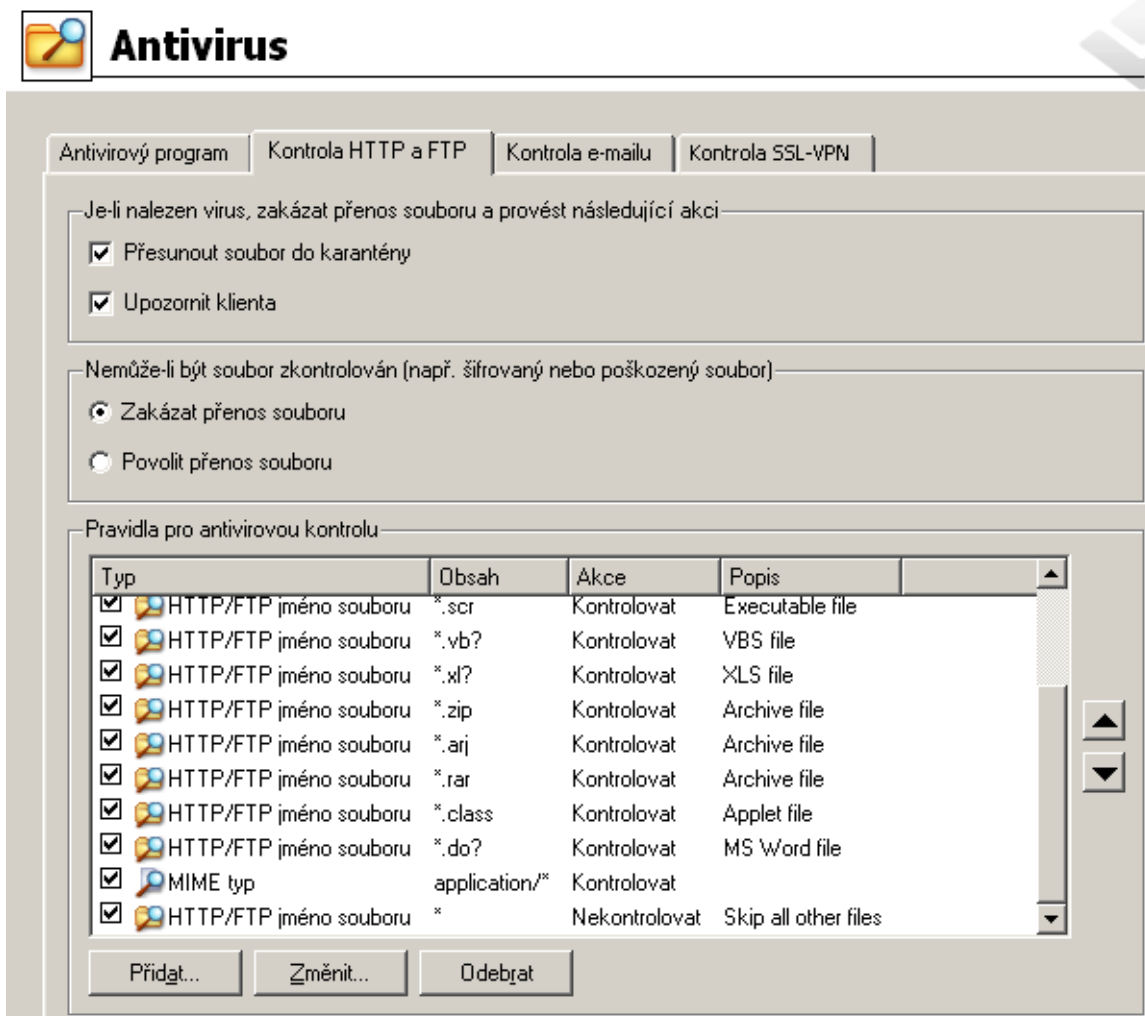 Antivirus
Antivirový program
Kontrola HTTP a FTP
Kontrola e-mailu
Kontrola SSL-VPN
Je-li nalezen virus, zakázat přenos souboru a provést následující akci
Přesunout soubor do karantény
Upozornit klienta
Nemůže-li být soubor zkontrolován (např. šifrovaný nebo poškozený soubor)
Zakázat přenos souboru
Povolit přenos souboru
Pravidla pro antivirovou kontrolu
Typ Obsah Akce Popis
HTTP/FTP jméno souboru *.scr Kontrolovat Executable file
HTTP/FTP jméno souboru *.vb? Kontrolovat VBS file
HTTP/FTP jméno souboru *.xl? Kontrolovat XLS file
HTTP/FTP jméno souboru *.zip Kontrolovat Archive file
HTTP/FTP jméno souboru *.arj Kontrolovat Archive file
HTTP/FTP jméno souboru *.rar Kontrolovat Archive file
HTTP/FTP jméno souboru *.class Kontrolovat Applet file
HTTP/FTP jméno souboru *.do? Kontrolovat MS Word file
MIME typ application/* Kontrolovat
HTTP/FTP jméno souboru * Nekontrolovat Skip all other files
Přidat... Změnit... Odebrat